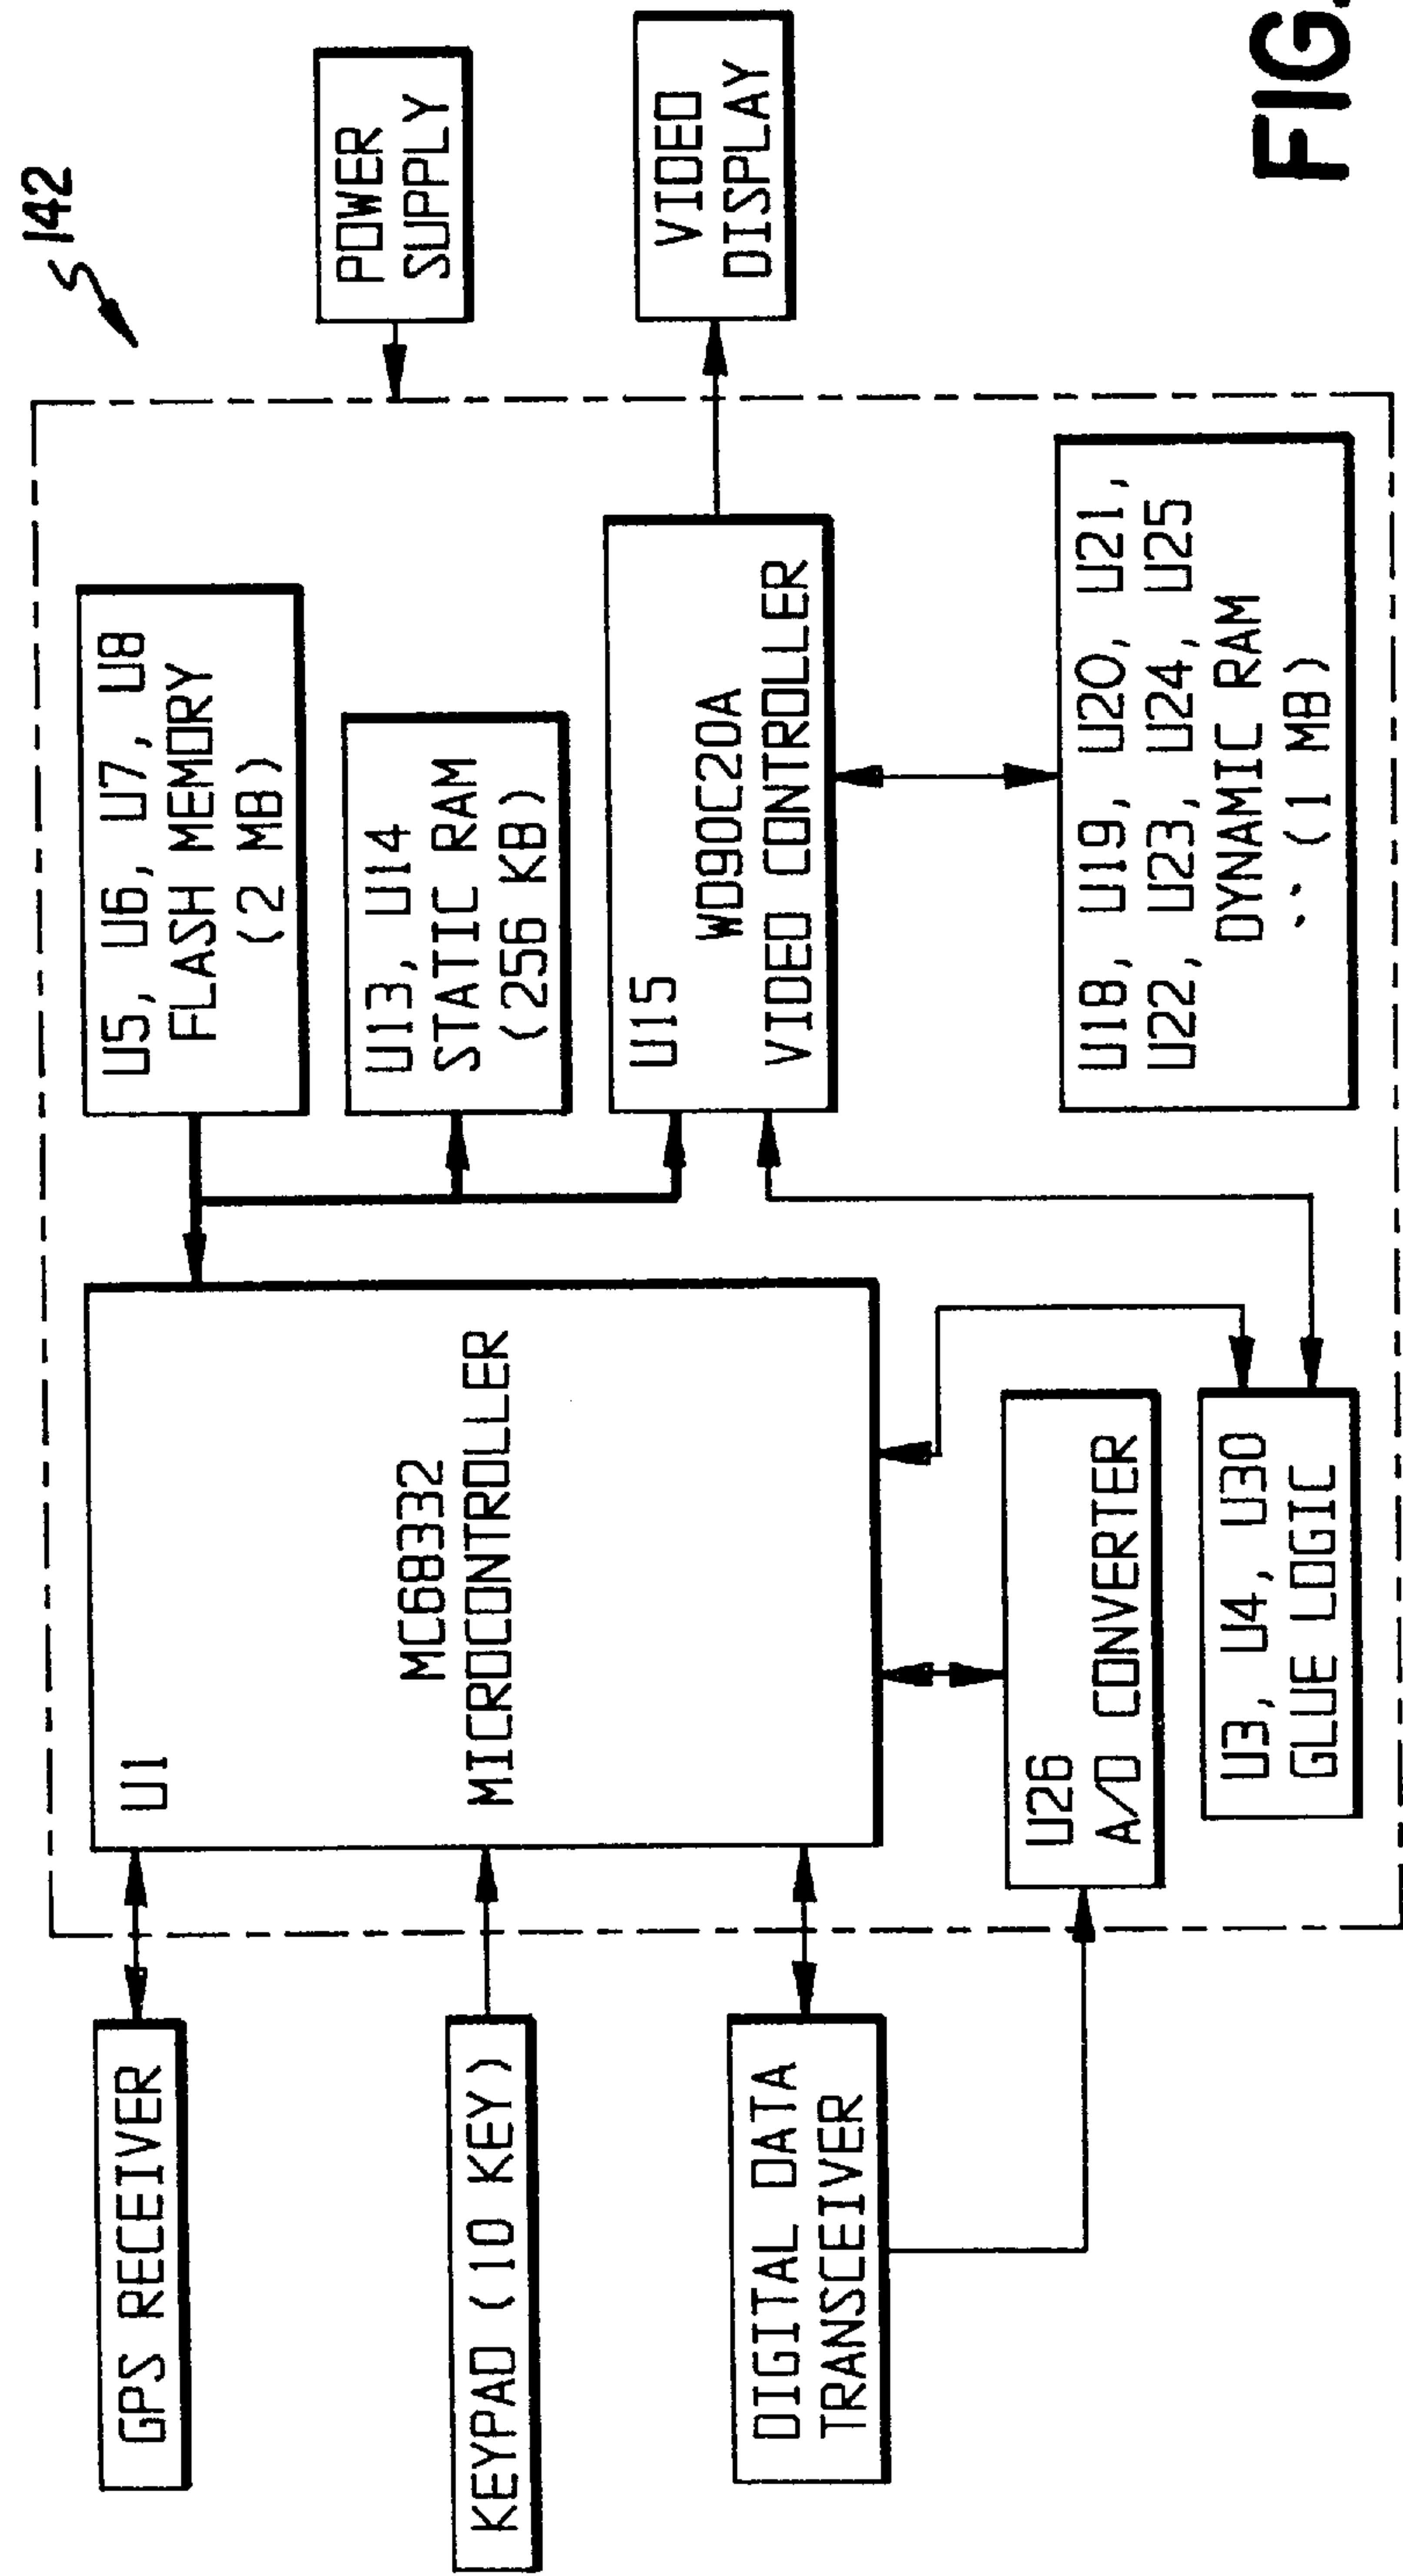 142
GPS RECEIVER
KEYPAD (10 KEY)
DIGITAL DATA
TRANSCEIVER
U1
MC68332
MICROCONTROLLER
U26
A/D CONVERTER
U3, U4, U30
GLUE LOGIC
U5, U6, U7, U8
FLASH MEMORY
(2 MB)
U13, U14
STATIC RAM
(256 KB)
U15
WD90C20A
VIDEO CONTROLLER
U18, U19, U20, U21,
U22, U23, U24, U25
DYNAMIC RAM
(1 MB)
POWER
SUPPLY
VIDEO
DISPLAY
FIG.